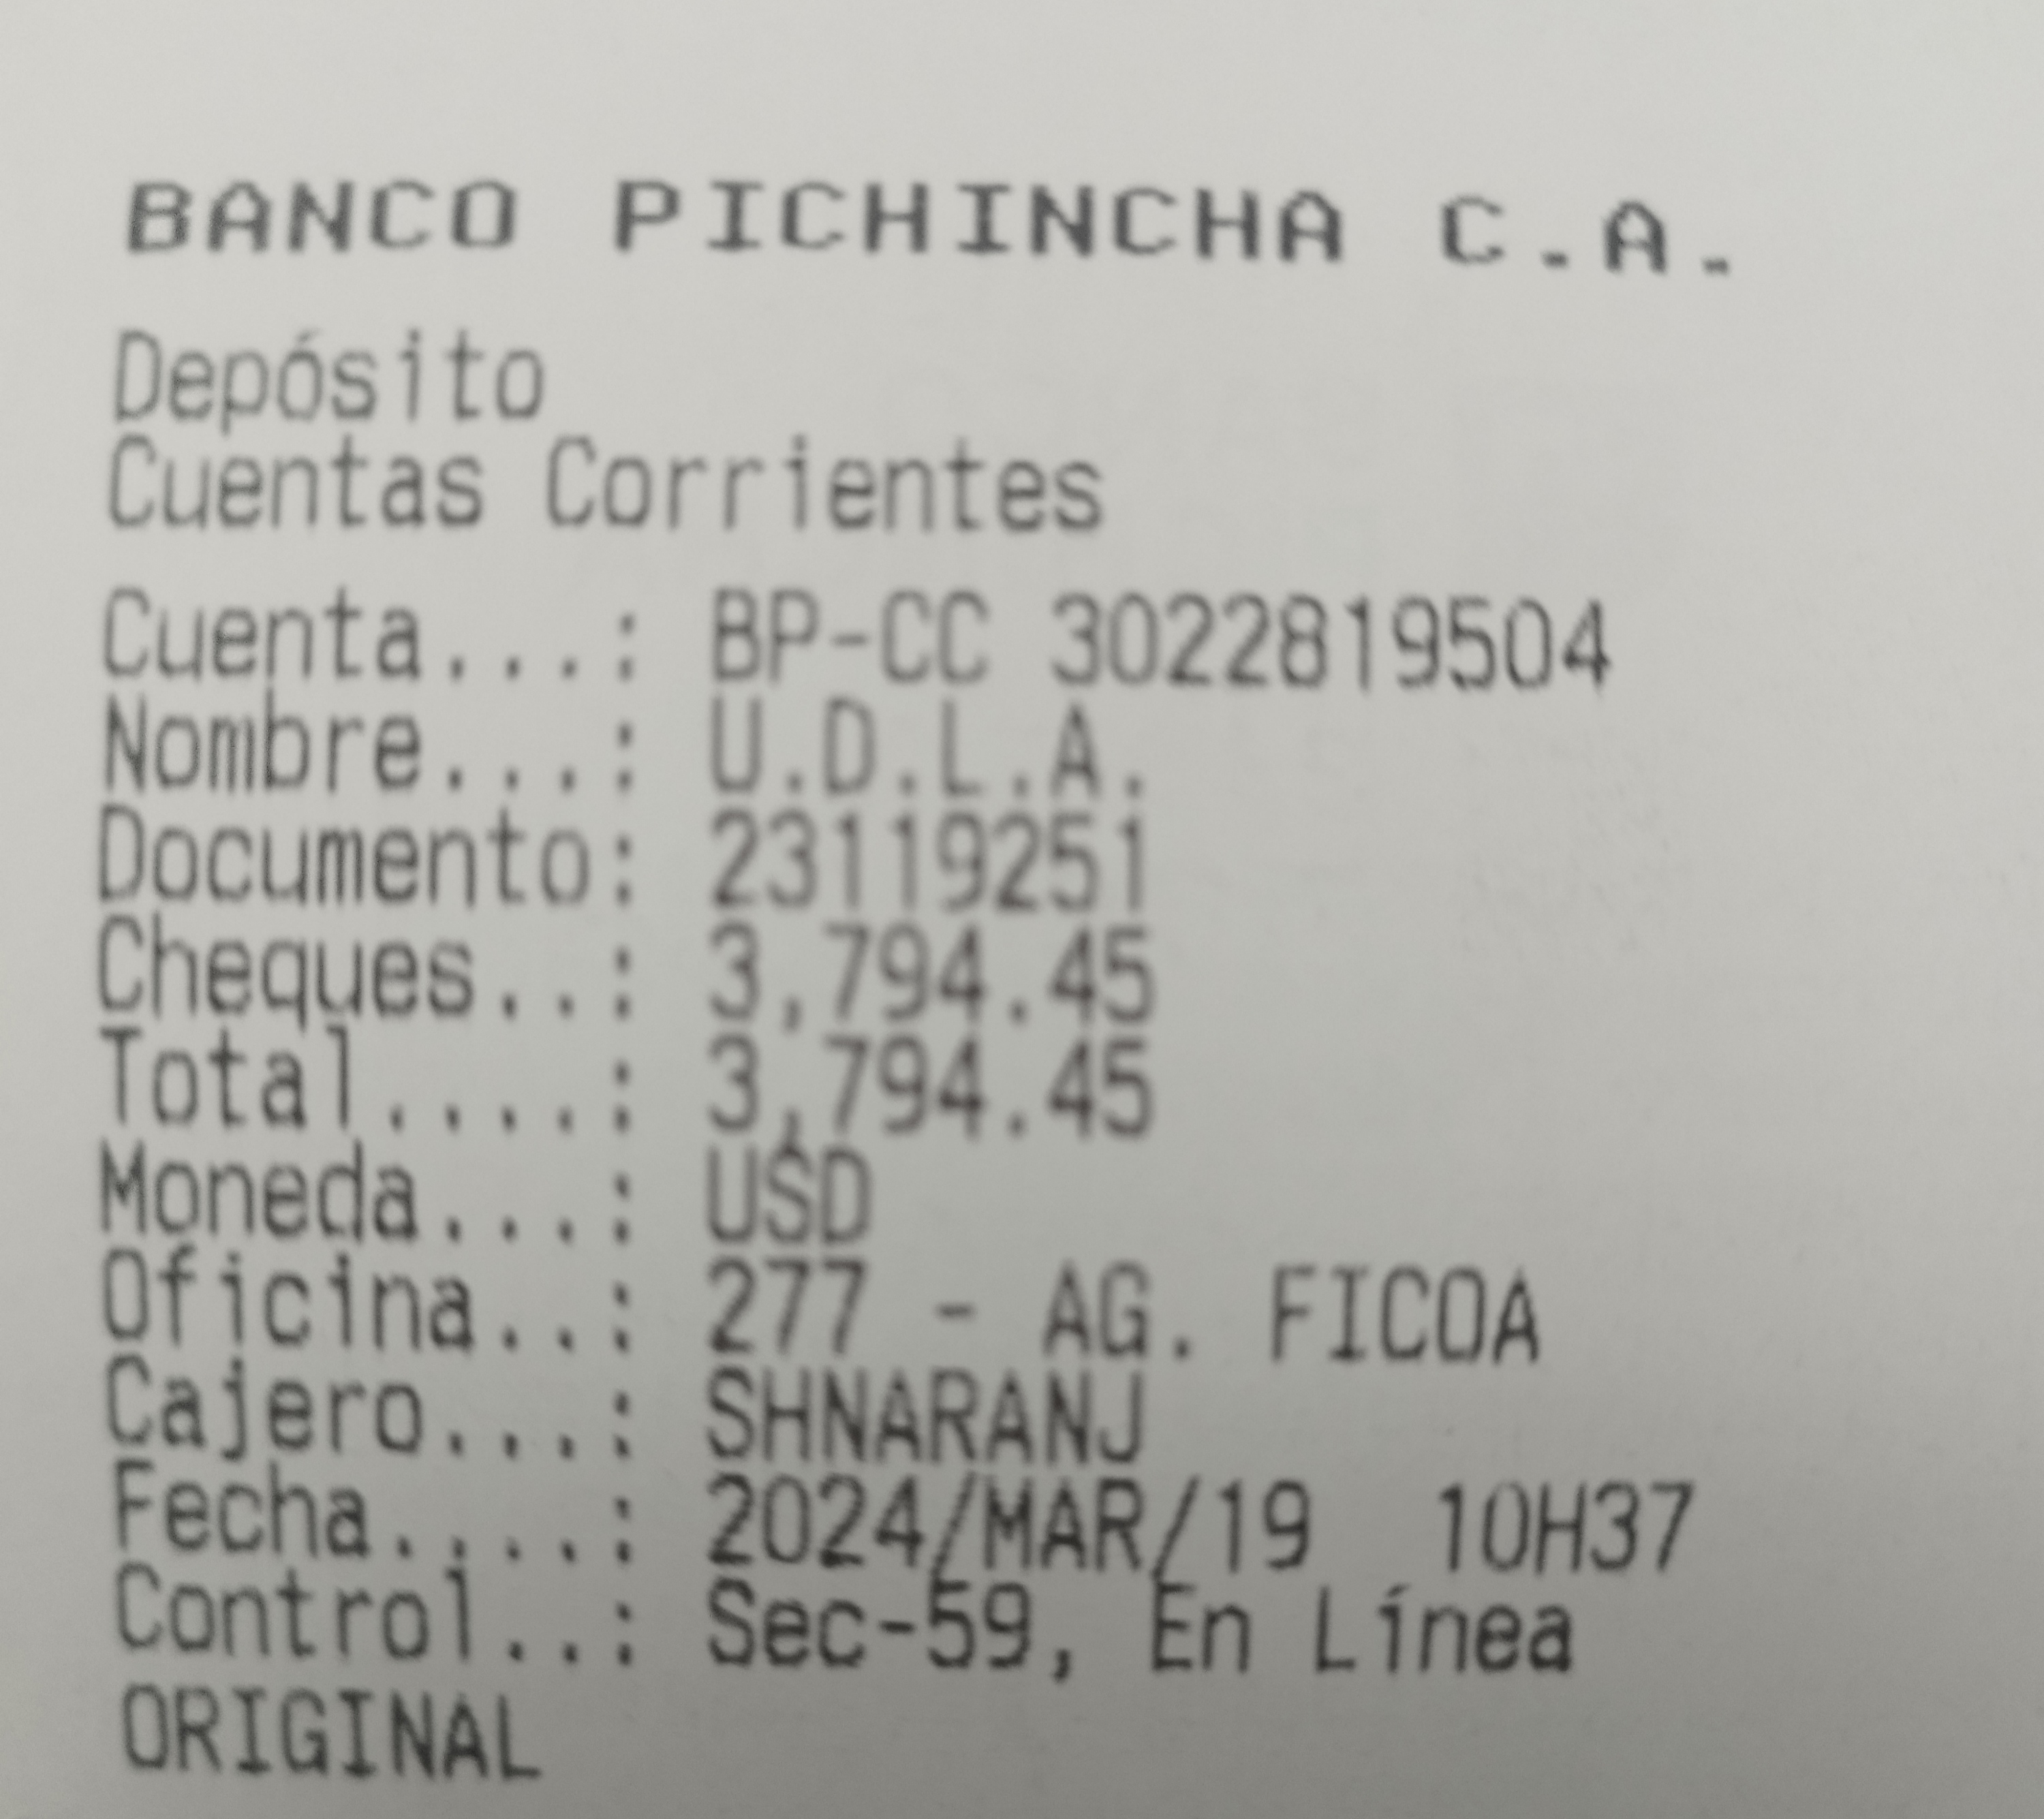 BANCO PICHINCHA C.A.
Depósito
Cuentas Corrientes
Cuenta...: BP-CC 3022819504
Nombre...: U.D.L.A.
Documento: 23119251
Cheques..: 3,794.45
Total....: 3,794.45
Moneda...: USD
Oficina..: 277 - AG. FICOA
Cajero...: SHNARANJ
Fecha....: 2024/MAR/19 10H37
Control..: Sec-59, En Línea
ORIGINAL